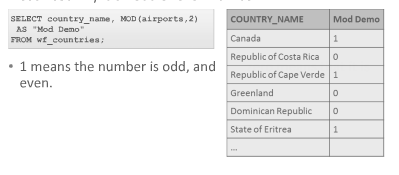 SELECT country_name, MOD(airports,2)
AS "Mod Demo"
FROM wf_countries;
• 1 means the number is odd, and
even.
COUNTRY_NAME Mod Demo
Canada 1
Republic of Costa Rica 0
Republic of Cape Verde 1
Greenland 0
Dominican Republic 0
State of Eritrea 1
...